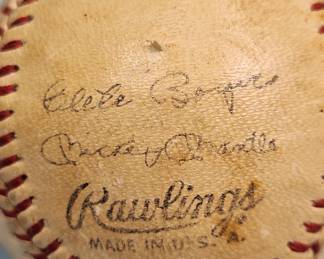 Clete Boyer
Mickey Mantle
Rawlings
MADE IN U.S.A.